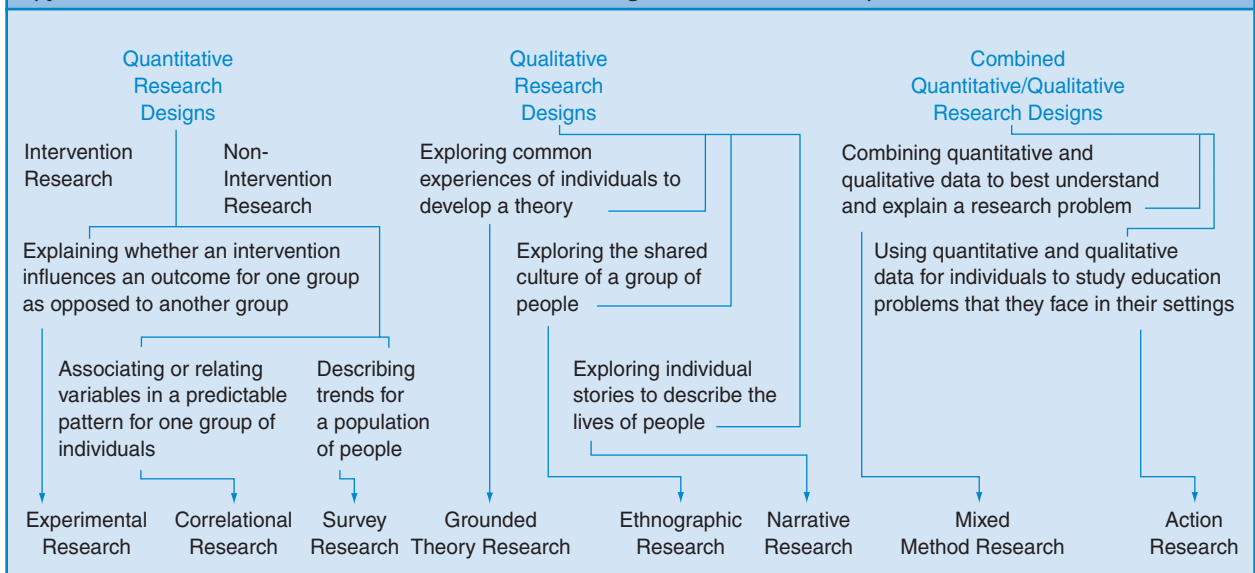 Quantitative
Research
Designs
Intervention
Research
Non-
Intervention
Research
Explaining whether an intervention
influences an outcome for one group
as opposed to another group
Associating or relating
variables in a predictable
pattern for one group of
individuals
Describing
trends for
a population
of people
Experimental
Research
Correlational
Research
Survey
Research
Qualitative
Research
Designs
Exploring common
experiences of individuals to
develop a theory
Exploring the shared
culture of a group of
people
Exploring individual
stories to describe the
lives of people
Grounded
Theory Research
Ethnographic
Research
Narrative
Research
Combined
Quantitative/Qualitative
Research Designs
Combining quantitative and
qualitative data to best understand
and explain a research problem
Using quantitative and qualitative
data for individuals to study education
problems that they face in their settings
Mixed
Method Research
Action
Research